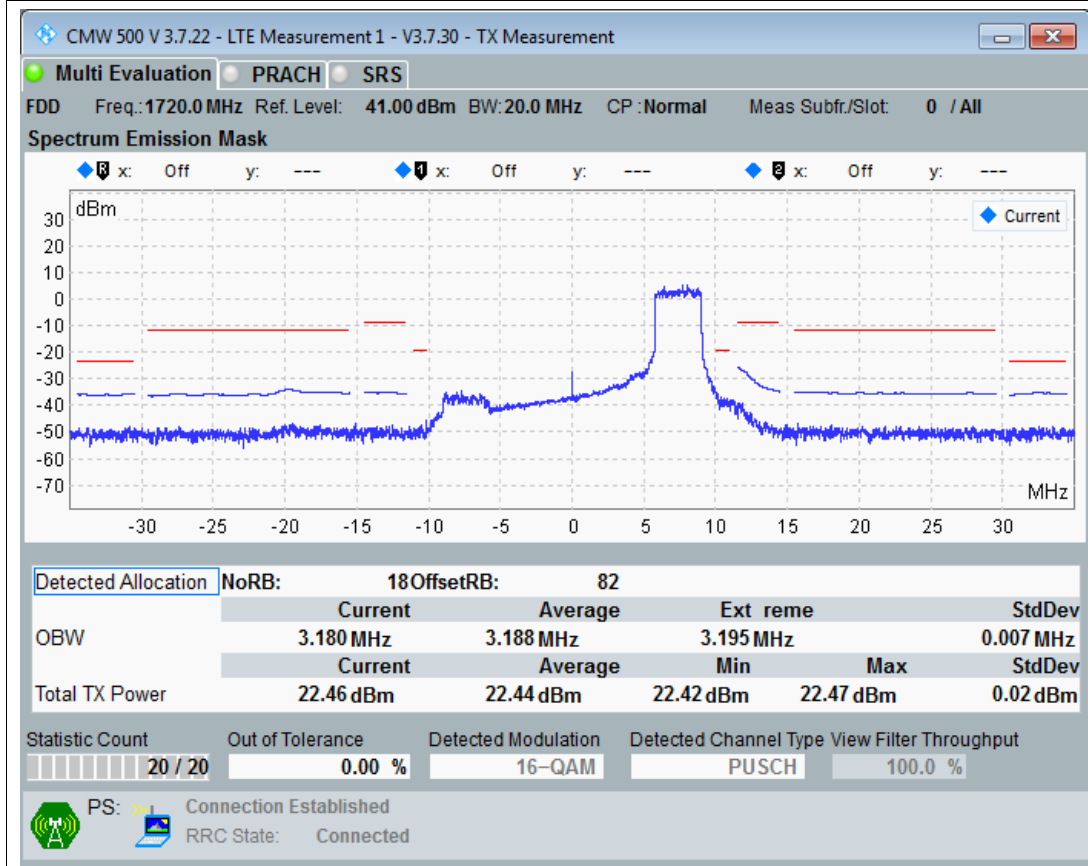 CMW 500 V 3.7.22 - LTE Measurement 1 - V3.7.30 - TX Measurement
Multi Evaluation PRACH SRS
FDD Freq.: 1720.0 MHz Ref. Level: 41.00 dBm BW: 20.0 MHz CP : Normal Meas Subfr./Slot: 0 / All
Spectrum Emission Mask
R x: Off y: --- 1 x: Off y: --- 2 x: Off y: ---
dBm
Current
30
20
10
0
-10
-20
-30
-40
-50
-60
-70
MHz
-30 -25 -20 -15 -10 -5 0 5 10 15 20 25 30
Detected Allocation NoRB: 18 OffsetRB: 82
Current Average Ext reme StdDev
OBW 3.180 MHz 3.188 MHz 3.195 MHz 0.007 MHz
Current Average Min Max StdDev
Total TX Power 22.46 dBm 22.44 dBm 22.42 dBm 22.47 dBm 0.02 dBm
Statistic Count Out of Tolerance Detected Modulation Detected Channel Type View Filter Throughput
20 / 20 0.00 % 16-QAM PUSCH 100.0 %
PS: Connection Established
RRC State: Connected